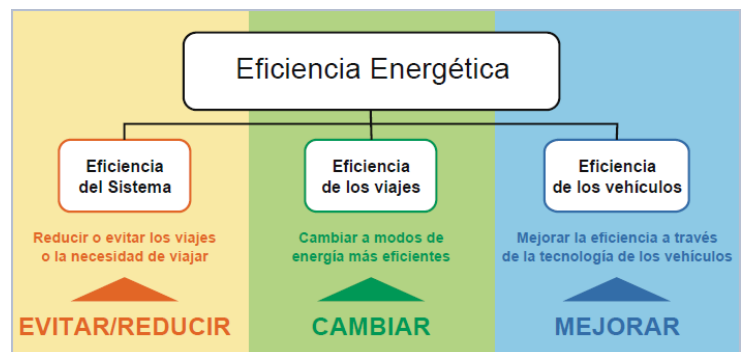 Eficiencia Energética
Eficiencia
del Sistema
Eficiencia
de los viajes
Eficiencia
de los vehículos
Reducir o evitar los viajes
o la necesidad de viajar
Cambiar a modos de
energía más eficientes
Mejorar la eficiencia a través
de la tecnología de los vehículos
EVITAR/REDUCIR
CAMBIAR
MEJORAR